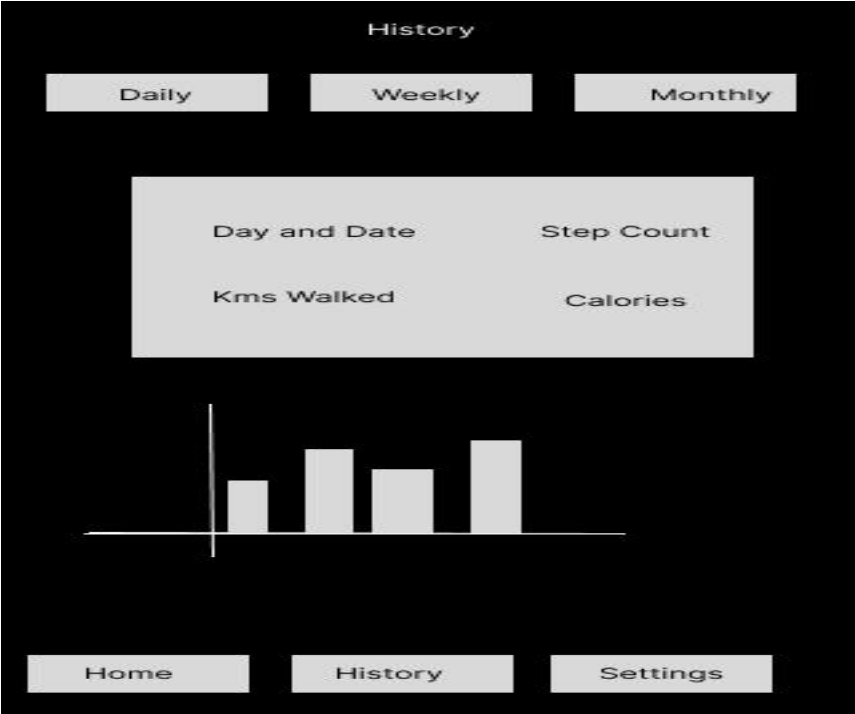 History
Daily Weekly Monthly
Day and Date Step Count
Kms Walked Calories
Home History Settings